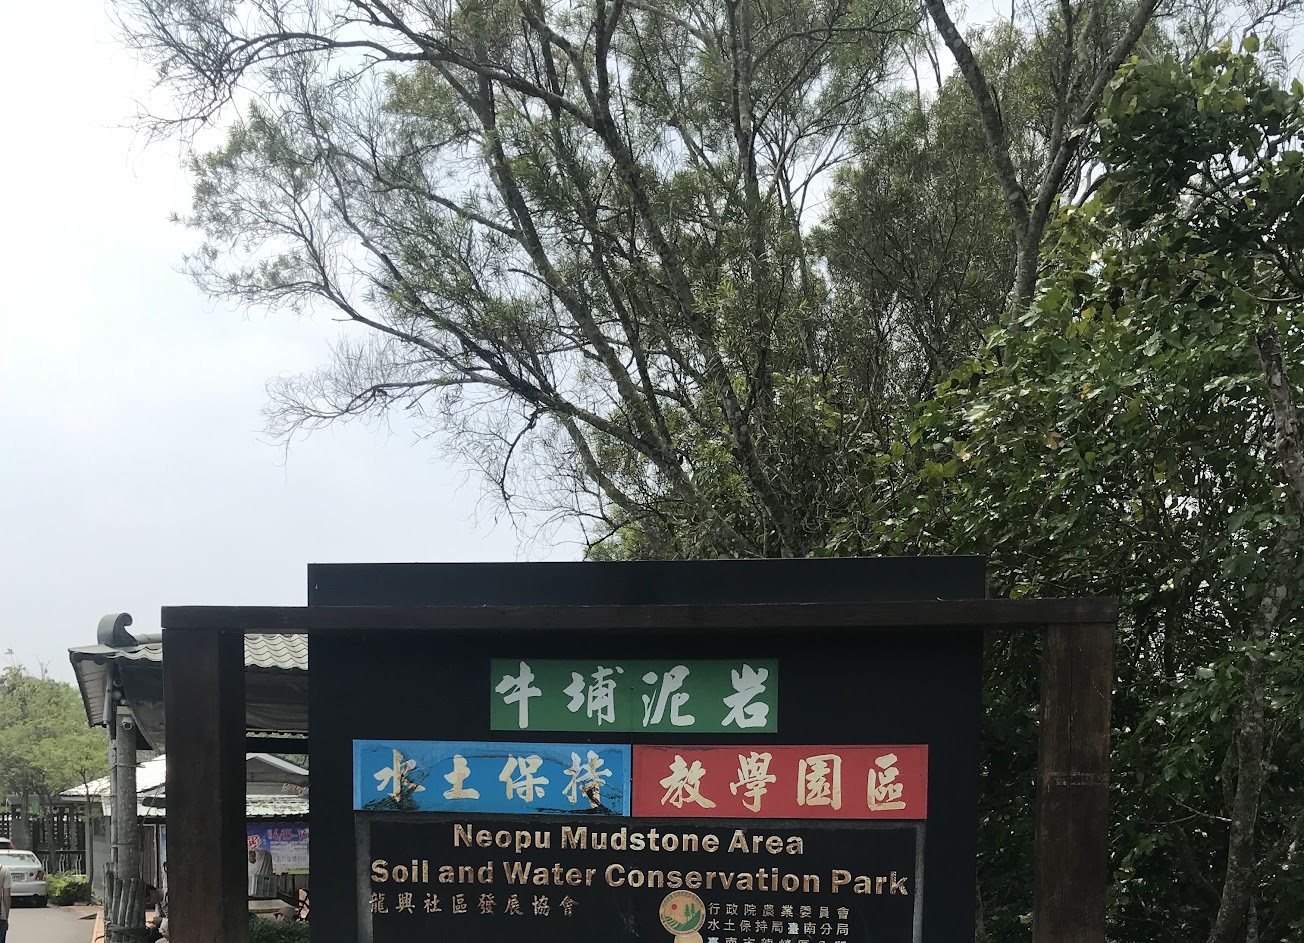 牛埔泥岩
水土保持 教學園區
Neopu Mudstone Area
Soil and Water Conservation Park
龍興社區發展協會
行政院農業委員會
水土保持局臺南分局